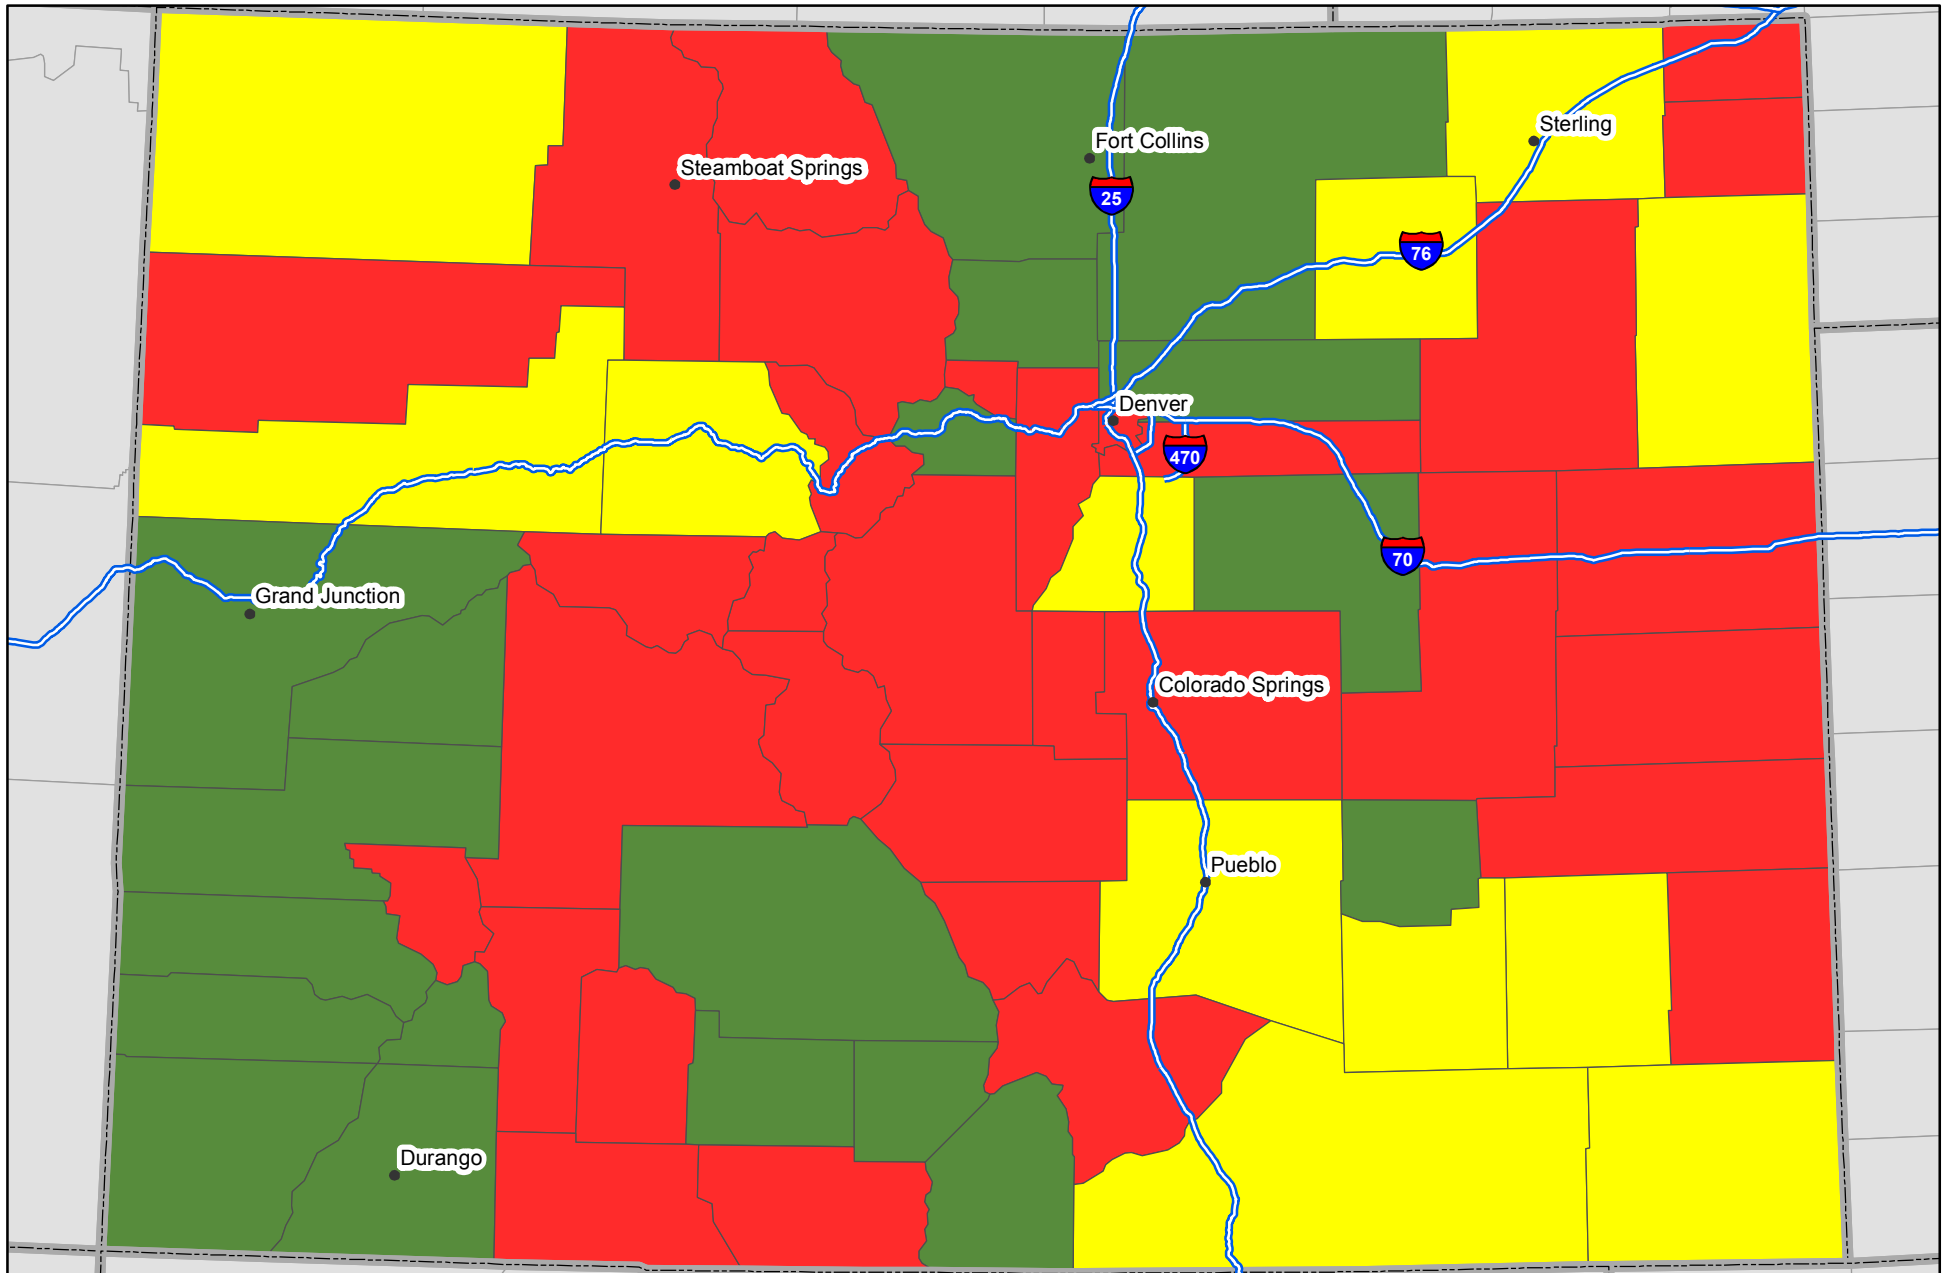 Sterling
Fort Collins
Steamboat Springs
25
76
Denver
470
70
Grand Junction
Colorado Springs
Pueblo
Durango